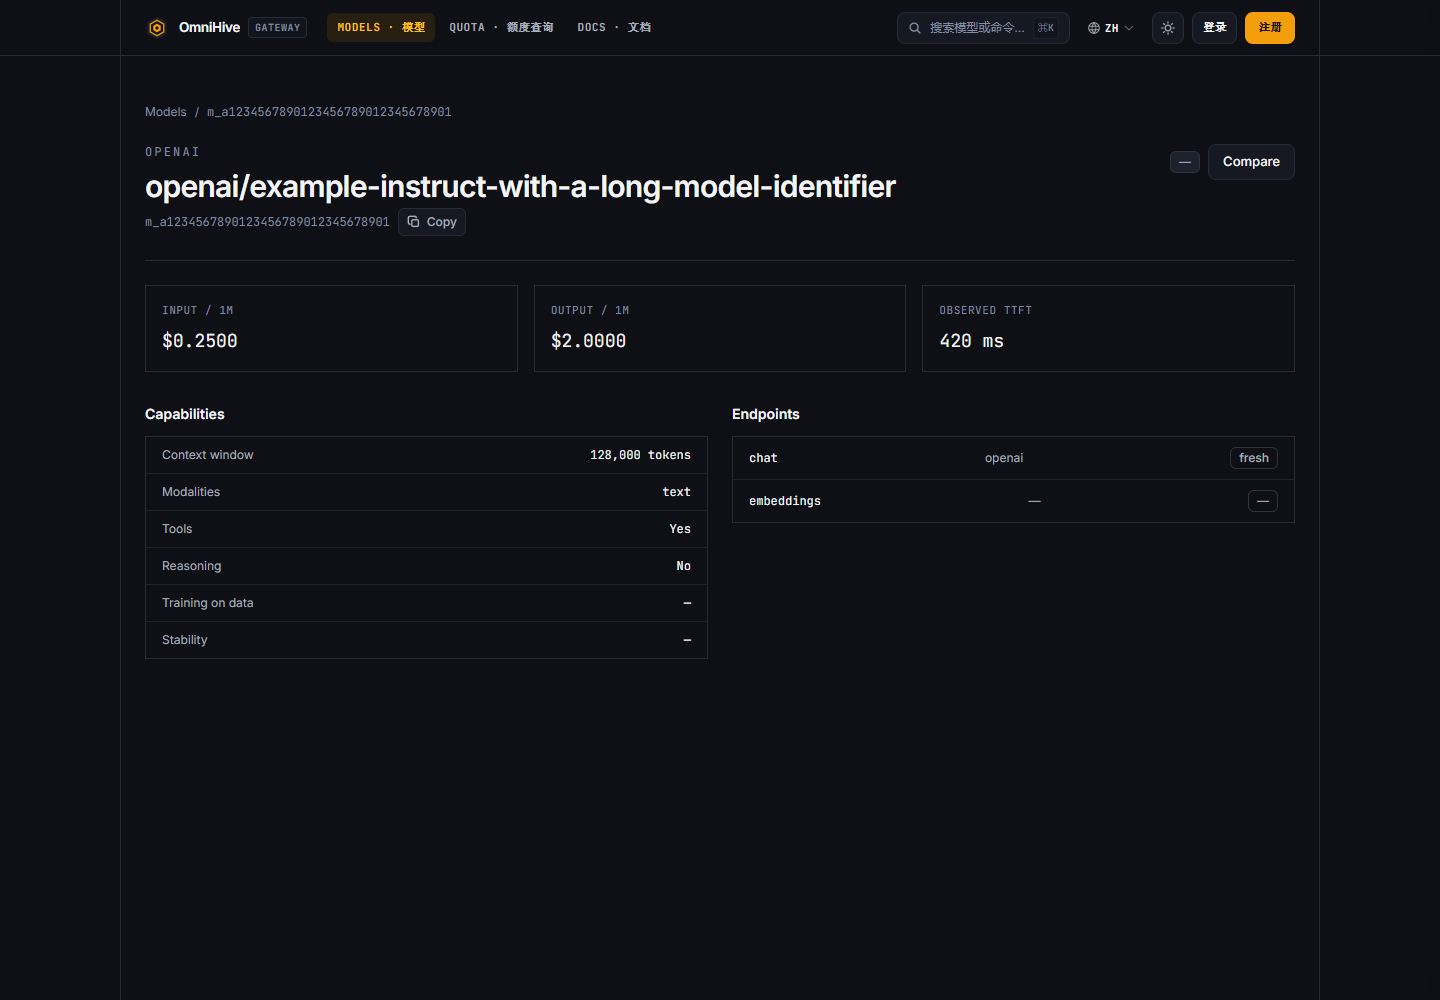 OmniHive GATEWAY MODELS · 模型 QUOTA · 额度查询 DOCS · 文档 搜索模型或命令... ⌘K ZH 登录 注册
Models / m_a1234567890123456789012345678901
OPENAI
openai/example-instruct-with-a-long-model-identifier
— Compare
m_a1234567890123456789012345678901 Copy
INPUT / 1M
$0.2500
OUTPUT / 1M
$2.0000
OBSERVED TTFT
420 ms
Capabilities
Context window 128,000 tokens
Modalities text
Tools Yes
Reasoning No
Training on data —
Stability —
Endpoints
chat openai fresh
embeddings — —